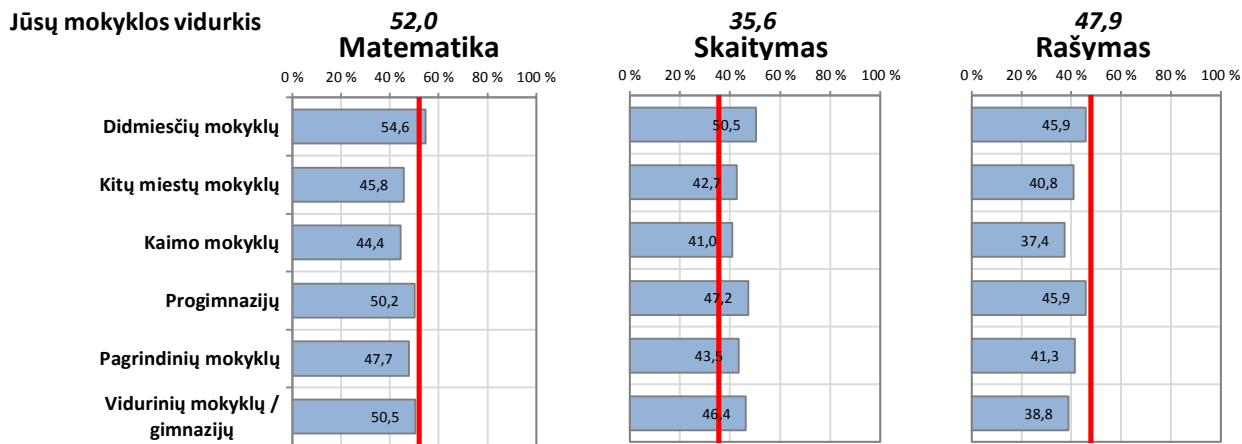 Jūsų mokyklos vidurkis 52,0 35,6 47,9
Matematika Skaitymas Rašymas
0 % 20 % 40 % 60 % 80 % 100 % 0 % 20 % 40 % 60 % 80 % 100 % 0 % 20 % 40 % 60 % 80 % 100 %
Didmiesčių mokyklų 54,6 50,5 45,9
Kitų miestų mokyklų 45,8 42,7 40,8
Kaimo mokyklų 44,4 41,0 37,4
Progimnazijų 50,2 47,2 45,9
Pagrindinių mokyklų 47,7 43,5 41,3
Vidurinių mokyklų /
gimnazijų 50,5 46,4 38,8